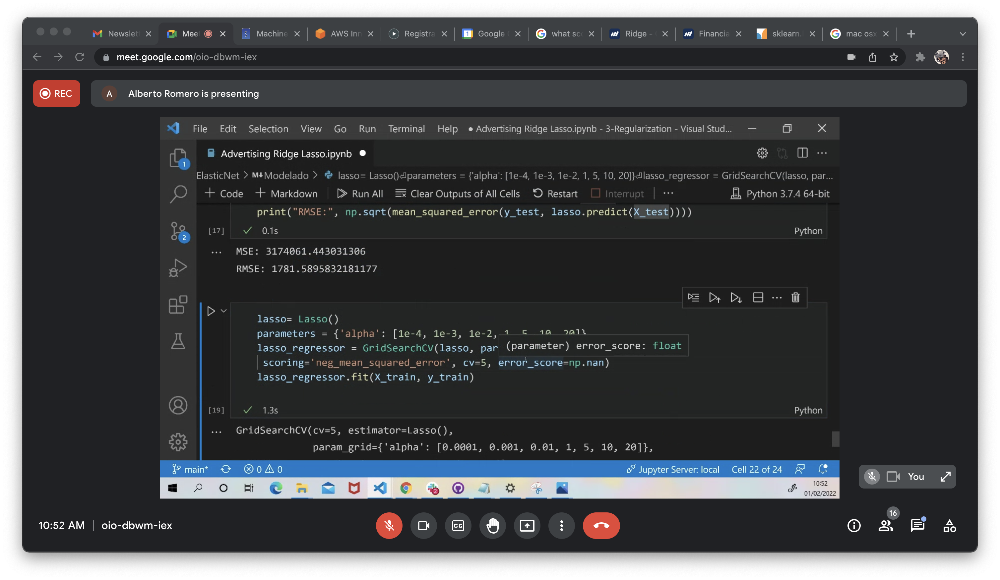 Newslet Mee Machine AWS Inn Registra Google what sc Ridge - Financia sklearn. mac osx
meet.google.com/oio-dbwm-iex
REC A Alberto Romero is presenting
File Edit Selection View Go Run Terminal Help ● Advertising Ridge Lasso.ipynb - 3-Regularization - Visual Stud...
Advertising Ridge Lasso.ipynb
1
ElasticNet > M↓Modelado > lasso= Lasso()⏎parameters = {'alpha': [1e-4, 1e-3, 1e-2, 1, 5, 10, 20]}⏎lasso_regressor = GridSearchCV(lasso, par...
+ Code + Markdown Run All Clear Outputs of All Cells Restart Interrupt ... Python 3.7.4 64-bit
print("RMSE:", np.sqrt(mean_squared_error(y_test, lasso.predict(X_test))))
[17] ✓ 0.1s Python
2
... MSE: 3174061.443031306
RMSE: 1781.5895832181177
lasso= Lasso()
parameters = {'alpha': [1e-4, 1e-3, 1e-2, 1, 5, 10, 20]}
lasso_regressor = GridSearchCV(lasso, par
(parameter) error_score: float
scoring='neg_mean_squared_error', cv=5, error_score=np.nan)
lasso_regressor.fit(X_train, y_train)
[19] ✓ 1.3s Python
... GridSearchCV(cv=5, estimator=Lasso(),
param_grid={'alpha': [0.0001, 0.001, 0.01, 1, 5, 10, 20]},
main* 0 0 Jupyter Server: local Cell 22 of 24
You
2
10:52
01/02/2022
10:52 AM | oio-dbwm-iex
CC
16